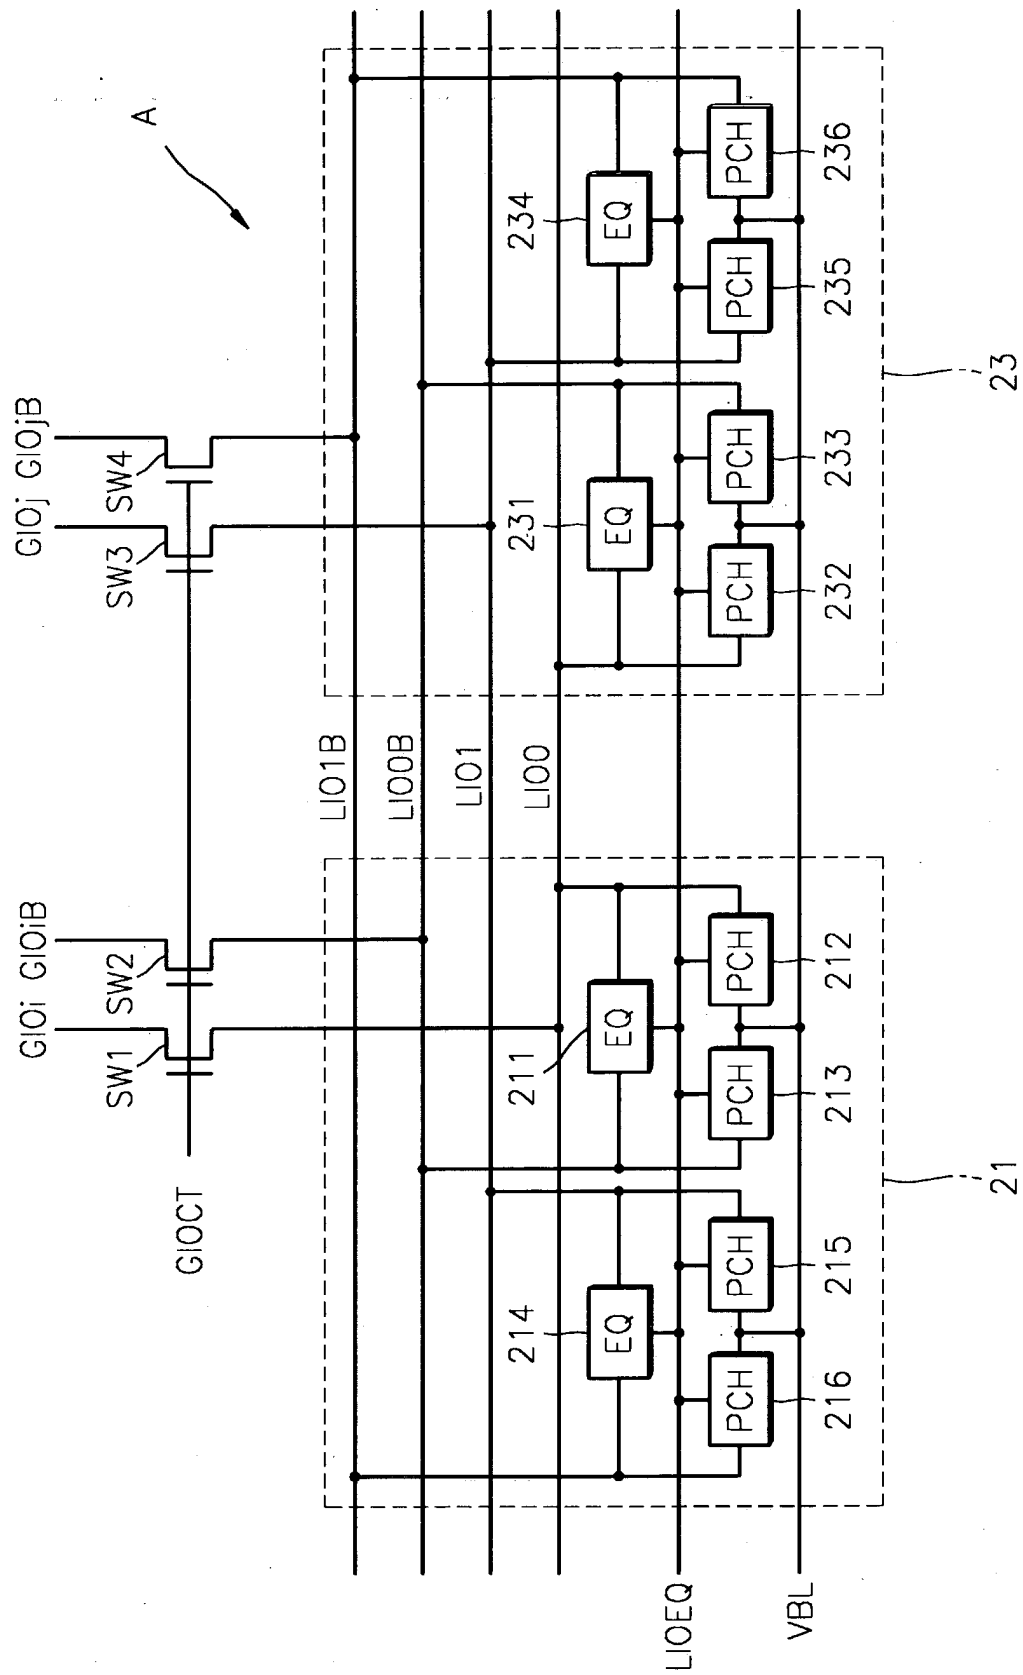 A
GIOi GIOiB
GIOj GIOjB
SW1
SW2
SW3
SW4
GIOCT
LIO1B
LIO0B
LIO1
LIO0
214
EQ
211
EQ
231
EQ
234
EQ
LIOEQ
PCH
PCH
PCH
PCH
PCH
PCH
PCH
PCH
216
215
213
212
232
233
235
236
VBL
21
23